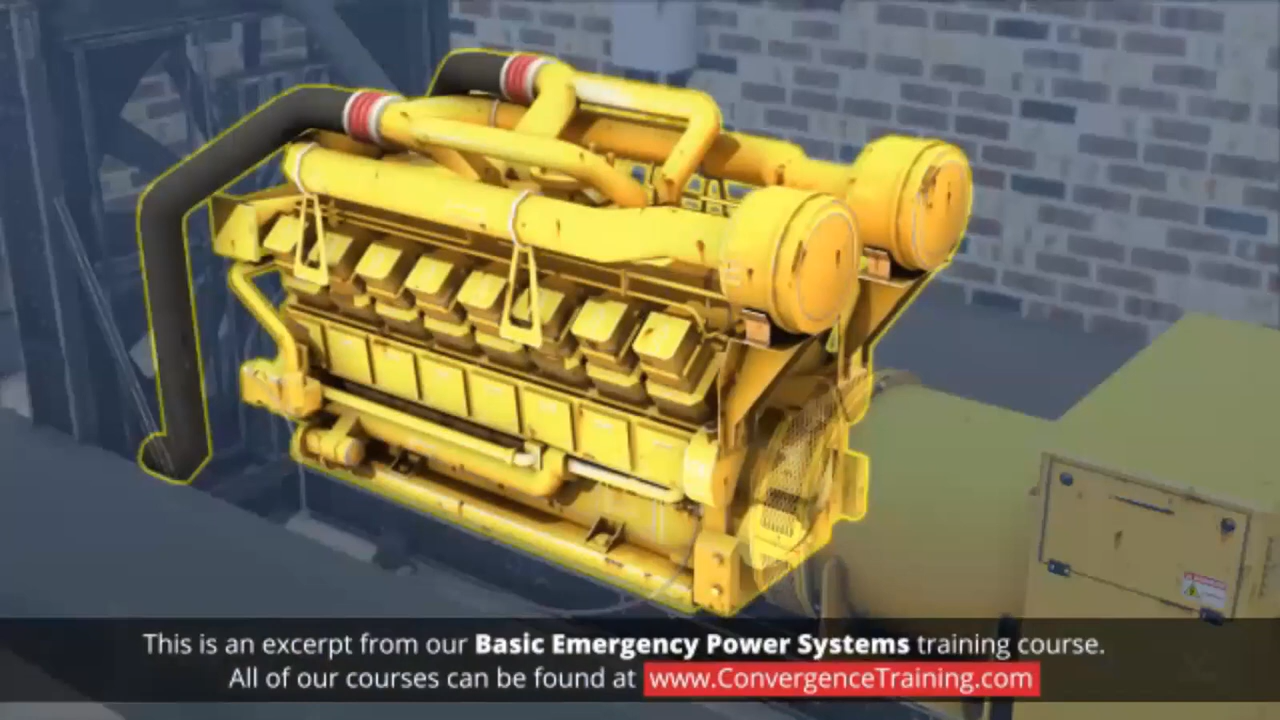 This is an excerpt from our Basic Emergency Power Systems training course.
All of our courses can be found at www.ConvergenceTraining.com